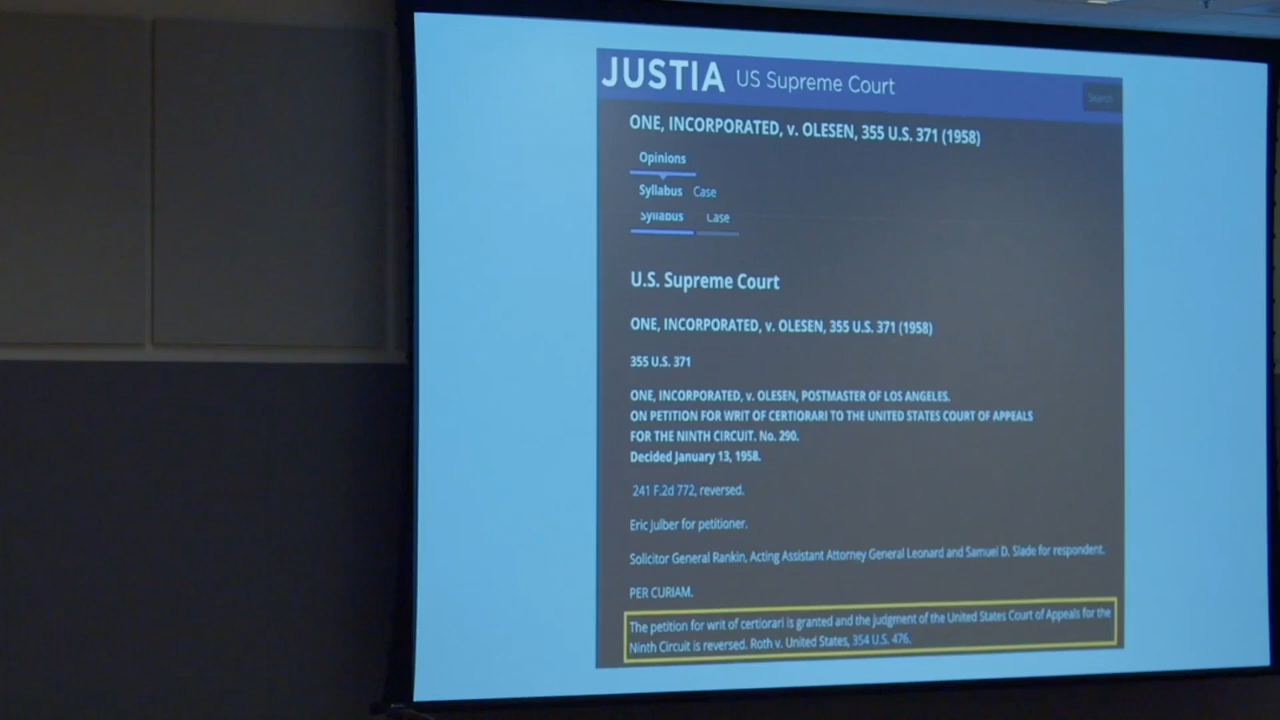 JUSTIA US Supreme Court
Search
ONE, INCORPORATED, v. OLESEN, 355 U.S. 371 (1958)
Opinions
Syllabus Case
Syllabus Case
U.S. Supreme Court
ONE, INCORPORATED, v. OLESEN, 355 U.S. 371 (1958)
355 U.S. 371
ONE, INCORPORATED, v. OLESEN, POSTMASTER OF LOS ANGELES.
ON PETITION FOR WRIT OF CERTIORARI TO THE UNITED STATES COURT OF APPEALS
FOR THE NINTH CIRCUIT. No. 290.
Decided January 13, 1958.
241 F.2d 772, reversed.
Eric Julber for petitioner.
Solicitor General Rankin, Acting Assistant Attorney General Leonard and Samuel D. Slade for respondent.
PER CURIAM.
The petition for writ of certiorari is granted and the judgment of the United States Court of Appeals for the
Ninth Circuit is reversed. Roth v. United States, 354 U.S. 476.